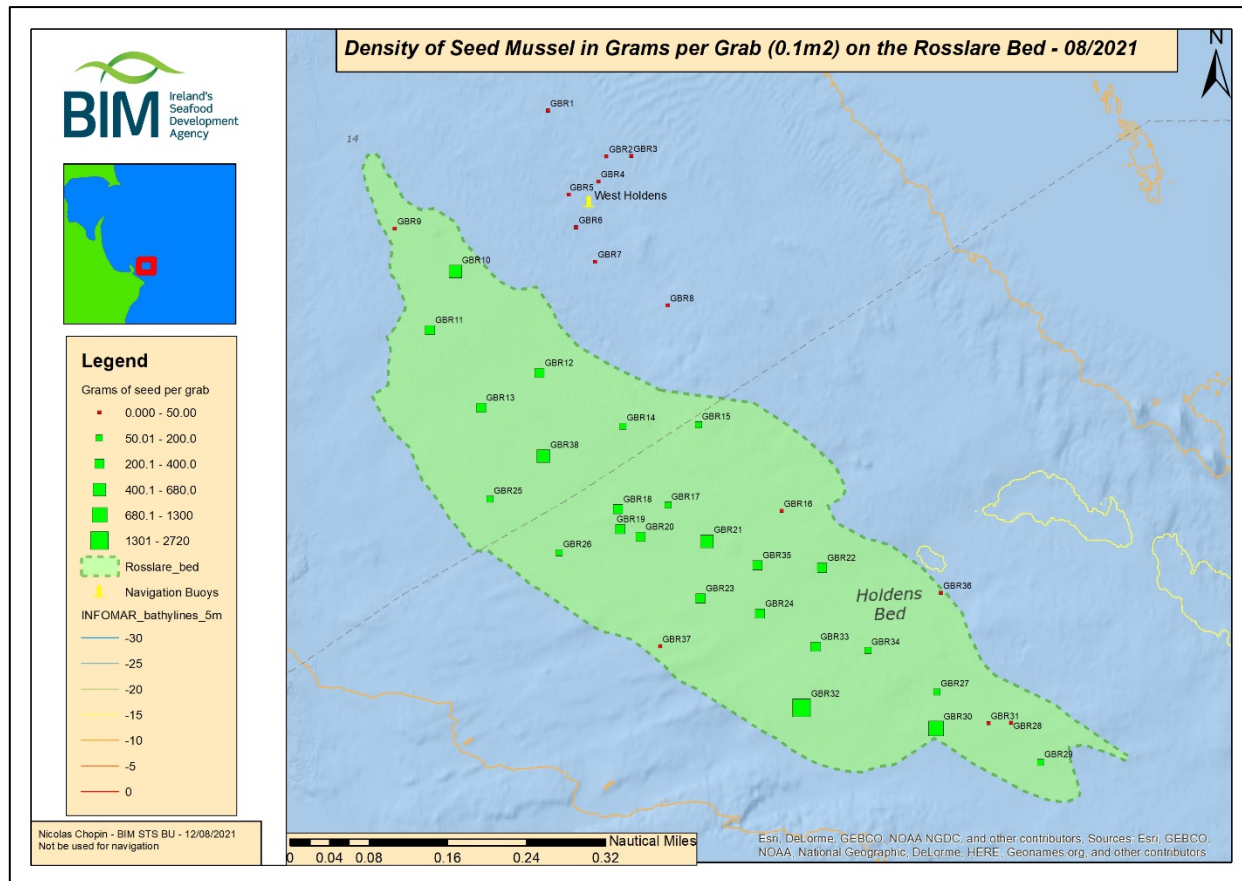 Density of Seed Mussel in Grams per Grab (0.1m2) on the Rosslare Bed - 08/2021
N
BIM
Ireland's
Seafood
Development
Agency
14
GBR1
GBR2
GBR3
GBR4
GBR5
West Holdens
GBR6
GBR9
GBR7
GBR10
GBR8
GBR11
GBR12
GBR13
GBR14
GBR15
GBR38
GBR25
GBR18
GBR17
GBR16
GBR19
GBR20
GBR21
GBR26
GBR35
GBR22
GBR36
GBR23
GBR24
Holdens
Bed
GBR37
GBR33
GBR34
GBR32
GBR27
GBR30
GBR31
GBR28
GBR29
Legend
Grams of seed per grab
0.000 - 50.00
50.01 - 200.0
200.1 - 400.0
400.1 - 680.0
680.1 - 1300
1301 - 2720
Rosslare_bed
Navigation Buoys
INFOMAR_bathylines_5m
-30
-25
-20
-15
-10
-5
0
Nicolas Chopin - BIM STS BU - 12/08/2021
Not be used for navigation
Nautical Miles
0 0.04 0.08 0.16 0.24 0.32
Esri, DeLorme, GEBCO, NOAA NGDC, and other contributors, Sources: Esri, GEBCO,
NOAA, National Geographic, DeLorme, HERE, Geonames.org, and other contributors